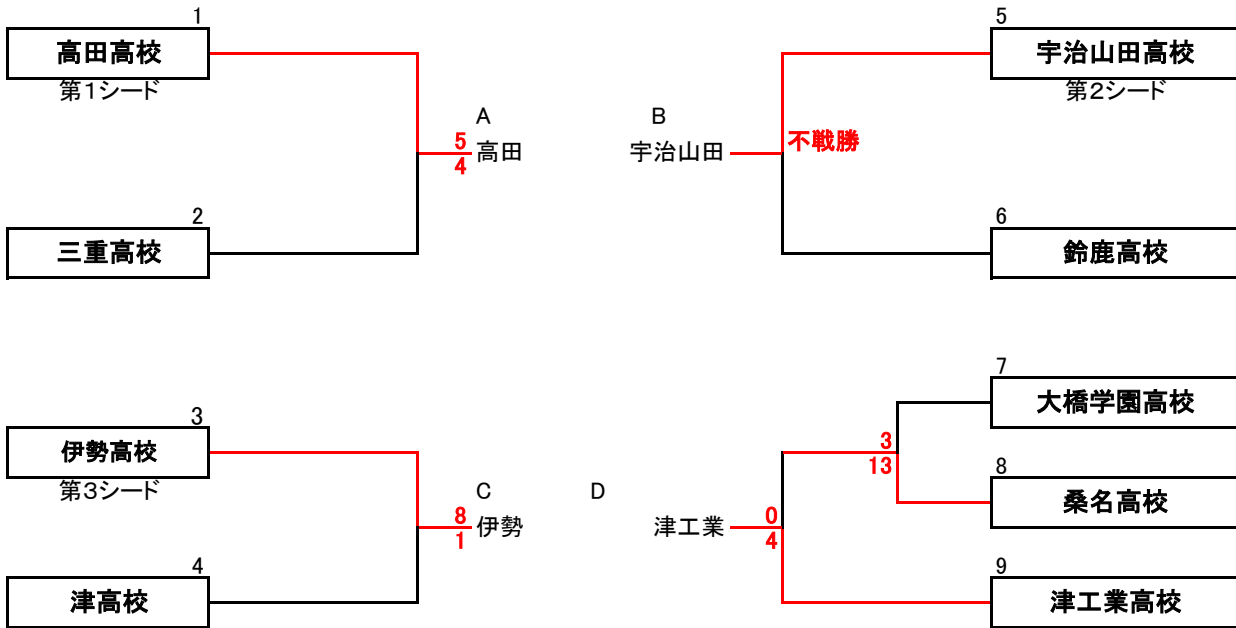 1
高田高校
第1シード
A
5
4
高田
2
三重高校
5
宇治山田高校
第2シード
B
宇治山田
不戦勝
6
鈴鹿高校
3
伊勢高校
第3シード
C
8
1
伊勢
4
津高校
7
大橋学園高校
3
13
8
桑名高校
D
津工業
0
4
9
津工業高校